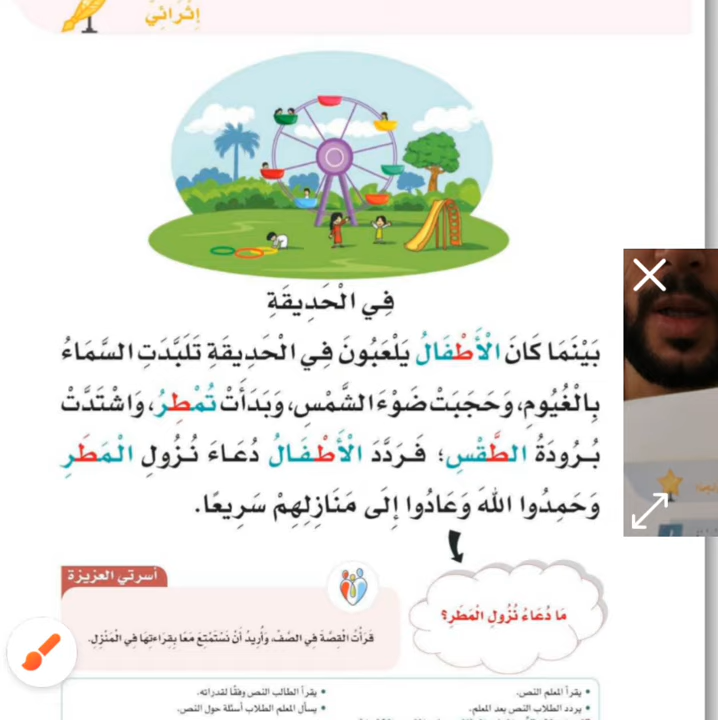 إِثْرَائِيّ
فِي الْحَدِيقَةِ
بَيْنَمَا كَانَ الْأَطْفَالُ يَلْعَبُونَ فِي الْحَدِيقَةِ تَلَبَّدَتِ السَّمَاءُ
بِالْغُيُومِ، وَحَجَبَتْ ضَوْءَ الشَّمْسِ، وَبَدَأَتْ تُمْطِرُ، وَاشْتَدَّتْ
بُرُودَةُ الطَّقْسِ؛ فَرَدَّدَ الْأَطْفَالُ دُعَاءَ نُزُولِ الْمَطَرِ
وَحَمِدُوا اللهَ وَعَادُوا إِلَى مَنَازِلِهِمْ سَرِيعًا.
مَا دُعَاءُ نُزُولِ الْمَطَرِ؟
أسرتي العزيزة
قَرَأْتُ الْقِصَّةَ فِي الصَّفِّ، وَأُرِيدُ أَنْ نَسْتَمْتِعَ مَعًا بِقِرَاءَتِهَا فِي الْمَنْزِلِ.
• يقرأ المعلم النص.
• يردد الطلاب النص بعد المعلم.
• يقرأ الطالب النص وفقًا لقدراته.
• يسأل المعلم الطلاب أسئلة حول النص.